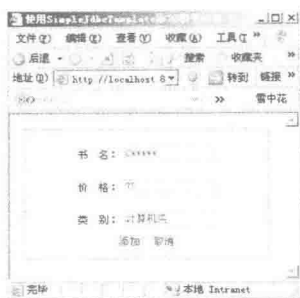 使用SimpleJdbcTemplate
文件(F) 编辑(E) 查看(V) 收藏(A) 工具(T »
后退 搜索 收藏夹 »
地址(D) http://localhost 8 转到 链接 »
» 雪中花
书 名:
价 格:
类 别: 计算机类
添加 取消
完毕 本地 Intranet